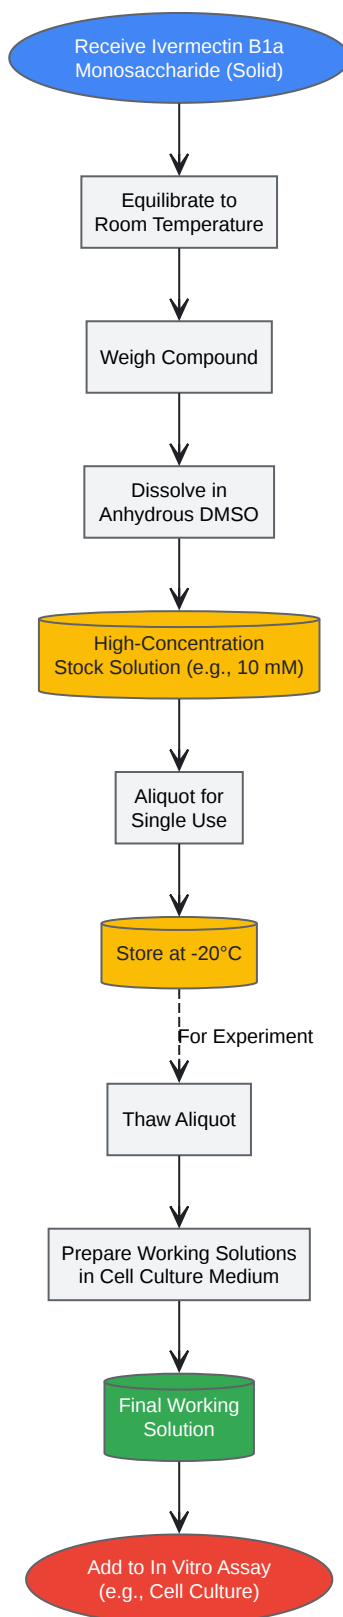 Receive Ivermectin B1a
Monosaccharide (Solid)
Equilibrate to
Room Temperature
Weigh Compound
Dissolve in
Anhydrous DMSO
High-Concentration
Stock Solution (e.g., 10 mM)
Aliquot for
Single Use
Store at -20°C
For Experiment
Thaw Aliquot
Prepare Working Solutions
in Cell Culture Medium
Final Working
Solution
Add to In Vitro Assay
(e.g., Cell Culture)